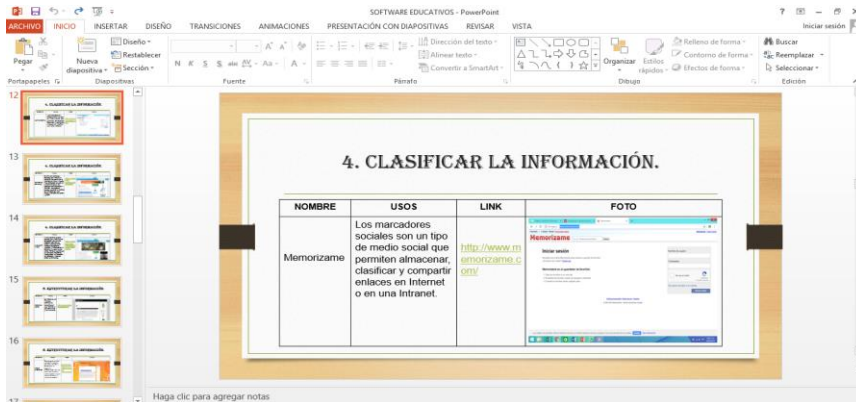 SOFTWARE EDUCATIVOS - PowerPoint
ARCHIVO INICIO INSERTAR DISEÑO TRANSICIONES ANIMACIONES PRESENTACIÓN CON DIAPOSITIVAS REVISAR VISTA
Iniciar sesión
Pegar
Nueva diapositiva
Diseño
Restablecer
Sección
N K S S abc AV Aa A
Dirección del texto
Alinear texto
Convertir a SmartArt
Organizar
Estilos rápidos
Relleno de forma
Contorno de forma
Efectos de forma
Buscar
Reemplazar
Seleccionar
Portapapeles
Diapositivas
Fuente
Párrafo
Dibujo
Edición
12
13
14
15
16
17
4. CLASIFICAR LA INFORMACIÓN.
NOMBRE USOS LINK FOTO
Memorizame
Los marcadores
sociales son un tipo
de medio social que
permiten almacenar,
clasificar y compartir
enlaces en Internet
o en una Intranet.
http://www.m
emorizame.c
om/
Memorizame
Iniciar sesión
Haga clic para agregar notas